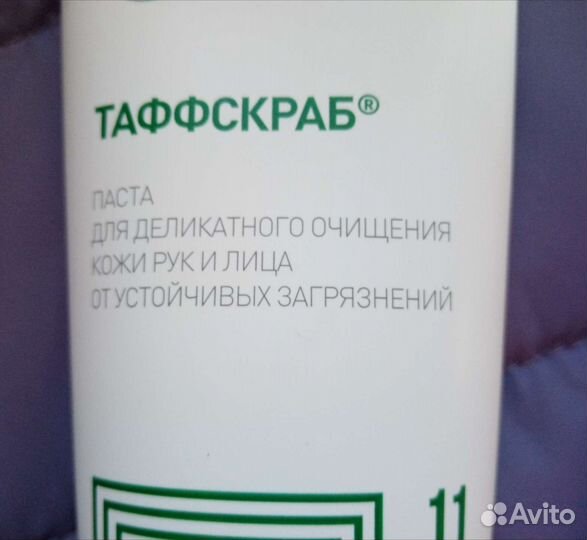 ТАФФСКРАБ®
ПАСТА
ДЛЯ ДЕЛИКАТНОГО ОЧИЩЕНИЯ
КОЖИ РУК И ЛИЦА
ОТ УСТОЙЧИВЫХ ЗАГРЯЗНЕНИЙ
11
Avito